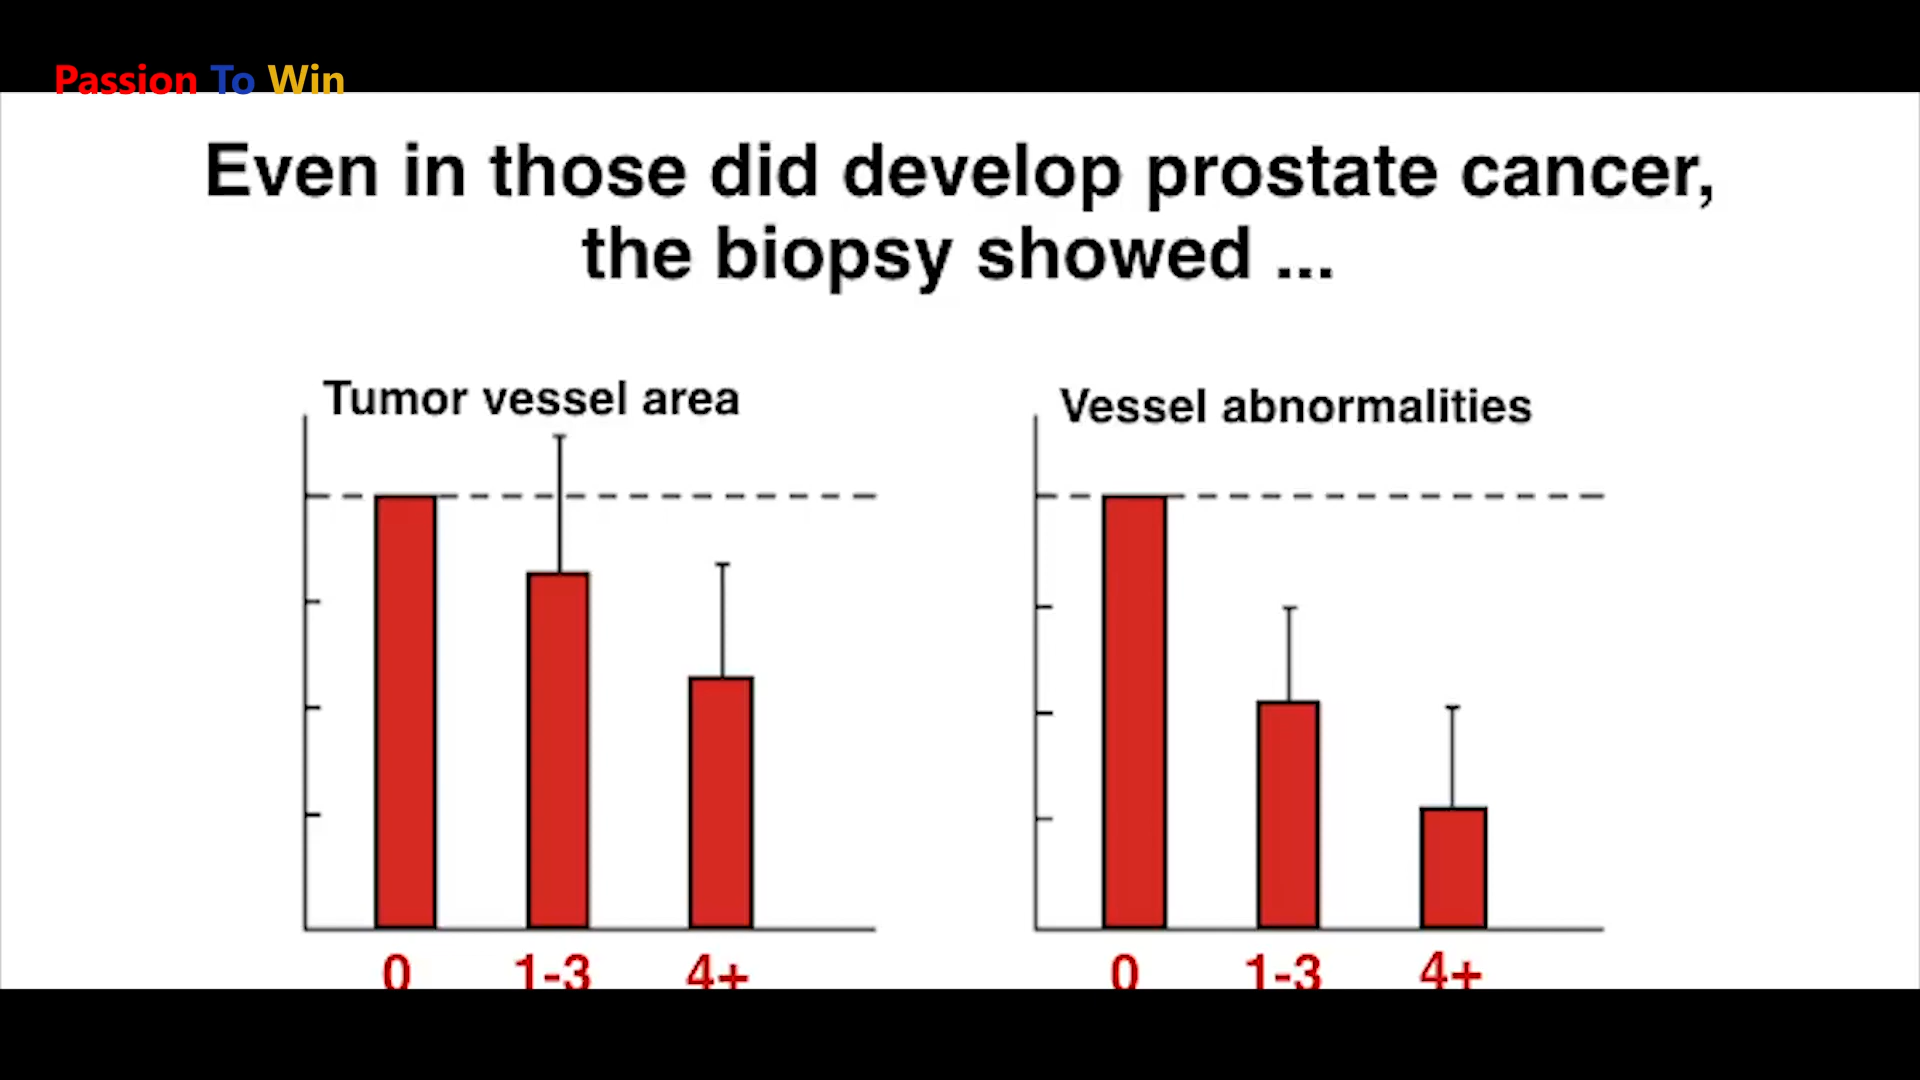 Passion To Win
Even in those did develop prostate cancer,
the biopsy showed ...
Tumor vessel area
Vessel abnormalities
0 1-3 4+
0 1-3 4+